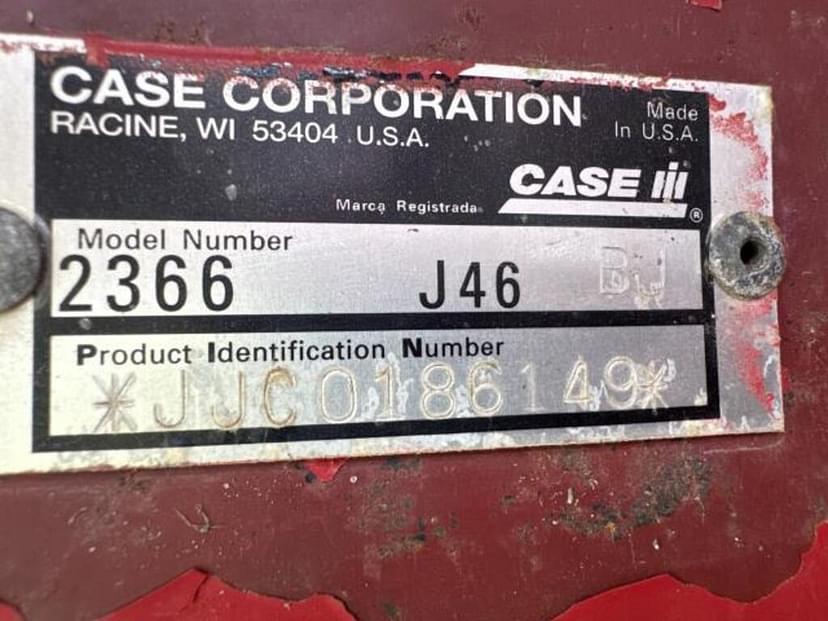 CASE CORPORATION
RACINE, WI 53404 U.S.A.
Made
In U.S.A.
CASE IH
Marca Registrada
®
Model Number
2366 J46 BJ
Product Identification Number
*JJC0186149*